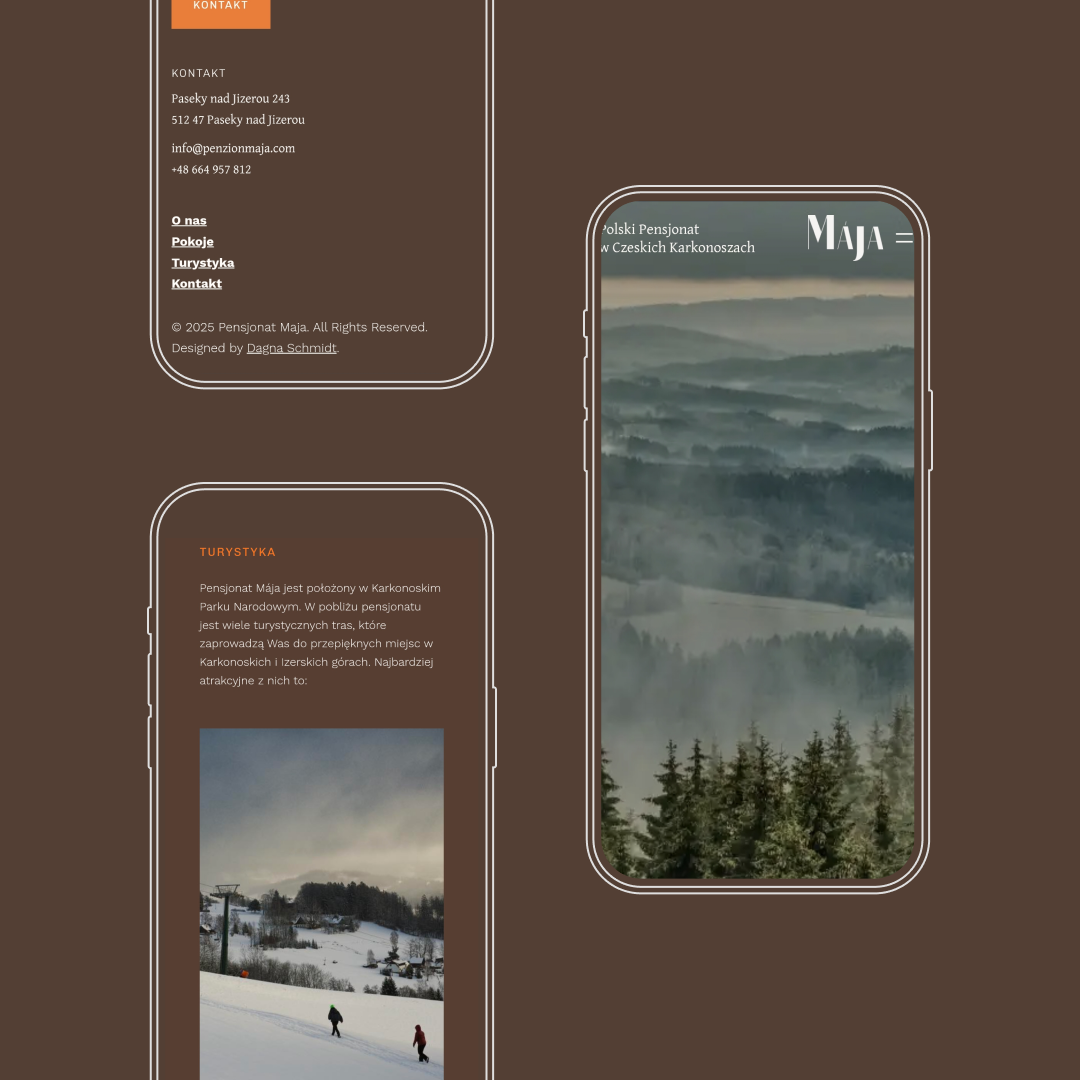 KONTAKT
KONTAKT
Paseky nad Jizerou 243
512 47 Paseky nad Jizerou
info@penzionmaja.com
+48 664 957 812
O nas
Pokoje
Turystyka
Kontakt
© 2025 Pensjonat Maja. All Rights Reserved.
Designed by Dagna Schmidt.
TURYSTYKA
Pensjonat Mája jest położony w Karkonoskim
Parku Narodowym. W pobliżu pensjonatu
jest wiele turystycznych tras, które
zaprowadzą Was do przepięknych miejsc w
Karkonoskich i Izerskich górach. Najbardziej
atrakcyjne z nich to:
Polski Pensjonat
w Czeskich Karkonoszach
MÁJA